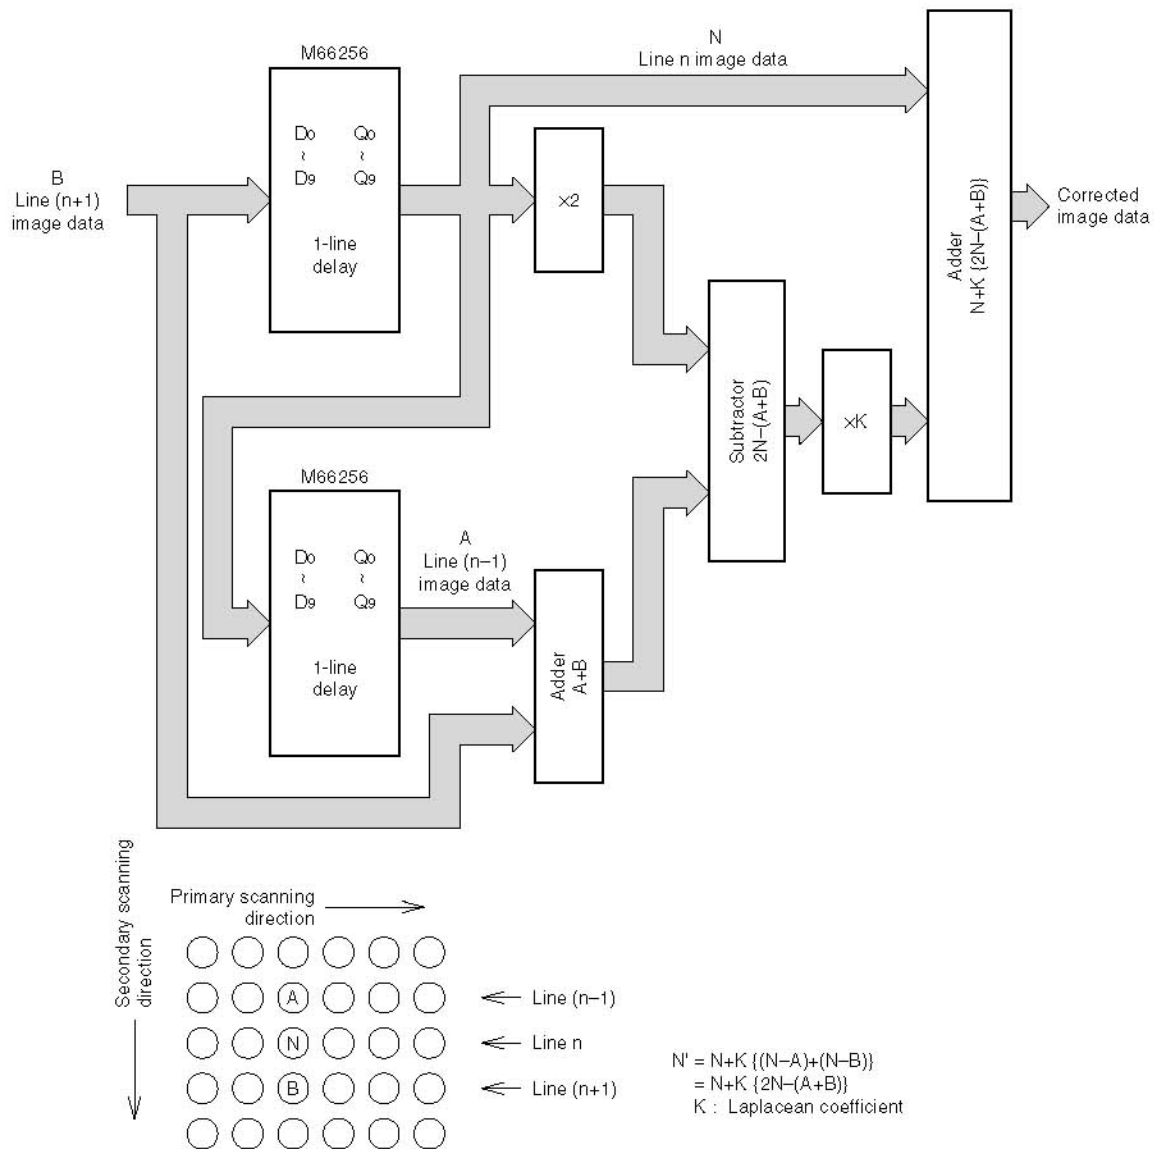 M66256
N
Line n image data
D0 Q0
~ ~
D9 Q9
1-line
delay
B
Line (n+1)
image data
×2
Adder
N+K {2N–(A+B)}
Corrected
image data
Subtractor
2N–(A+B)
×K
M66256
D0 Q0
~ ~
D9 Q9
1-line
delay
A
Line (n–1)
image data
Adder
A+B
Secondary scanning
direction
Primary scanning
direction
A
Line (n–1)
N
Line n
B
Line (n+1)
N' = N+K {(N–A)+(N–B)}
= N+K {2N–(A+B)}
K : Laplacean coefficient